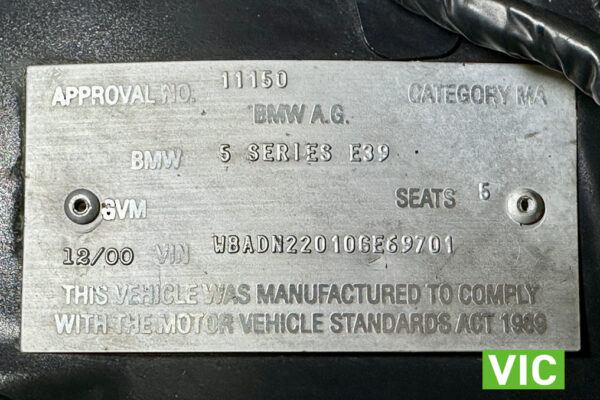 APPROVAL NO. 11150 CATEGORY MA
BMW A.G.
BMW 5 SERIES E39
GVM SEATS 5
12/00 VIN WBADN22010GE69701
THIS VEHICLE WAS MANUFACTURED TO COMPLY
WITH THE MOTOR VEHICLE STANDARDS ACT 1989
VIC